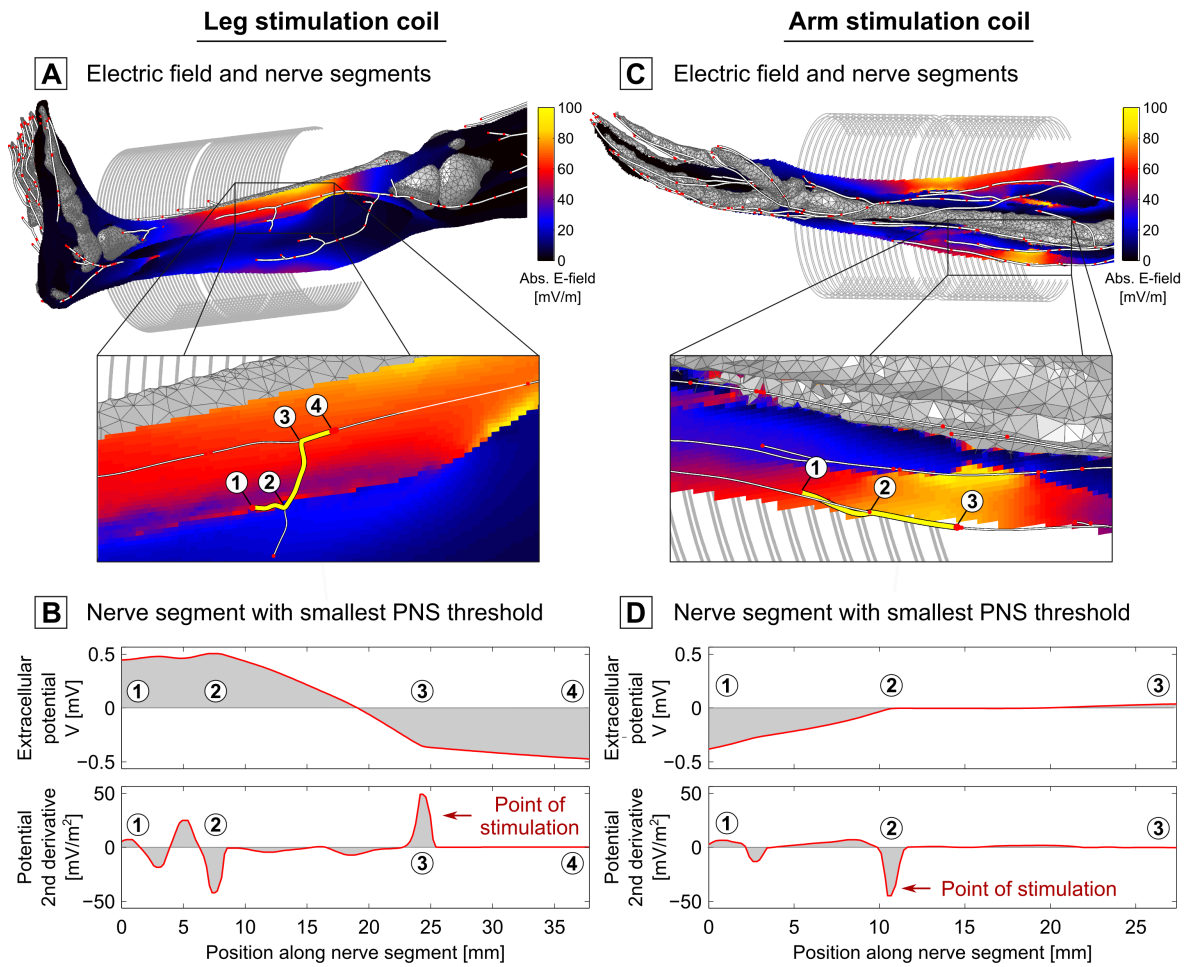 Leg stimulation coil
Arm stimulation coil
A Electric field and nerve segments
C Electric field and nerve segments
100
80
60
40
20
0
Abs. E-field
[mV/m]
100
80
60
40
20
0
Abs. E-field
[mV/m]
1
2
3
4
1
2
3
B Nerve segment with smallest PNS threshold
D Nerve segment with smallest PNS threshold
Extracellular
potential
V [mV]
0.5
0
−0.5
1
2
3
4
Potential
2nd derivative
[mV/m²]
50
0
−50
1
2
3
4
Point of
stimulation
0 5 10 15 20 25 30 35
Position along nerve segment [mm]
Extracellular
potential
V [mV]
0.5
0
−0.5
1
2
3
Potential
2nd derivative
[mV/m²]
50
0
−50
1
2
3
Point of stimulation
0 5 10 15 20 25
Position along nerve segment [mm]